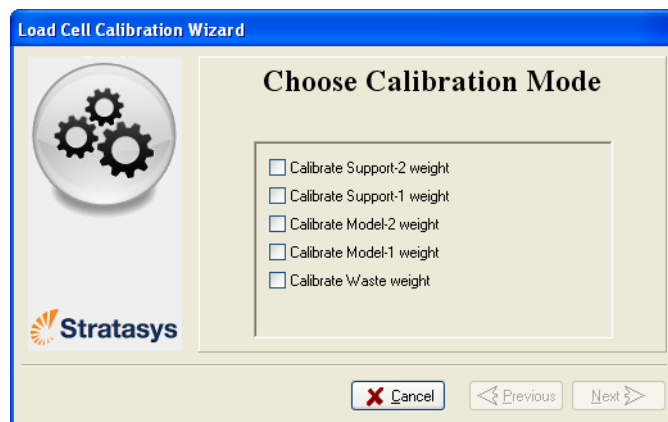 Load Cell Calibration Wizard
Choose Calibration Mode
Calibrate Support-2 weight
Calibrate Support-1 weight
Calibrate Model-2 weight
Calibrate Model-1 weight
Calibrate Waste weight
Stratasys
Cancel
Previous
Next